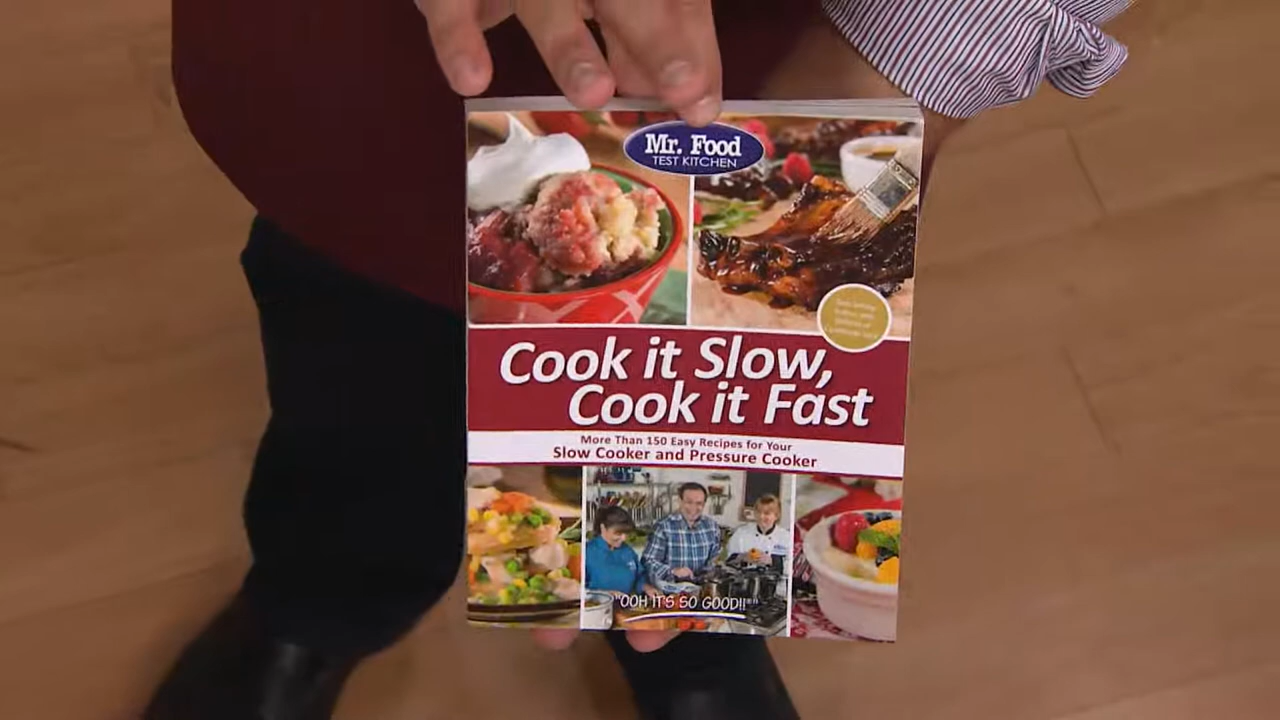 Mr. Food
TEST KITCHEN
Cook it Slow,
Cook it Fast
More Than 150 Easy Recipes for Your
Slow Cooker and Pressure Cooker
"OOH IT'S SO GOOD!!®"